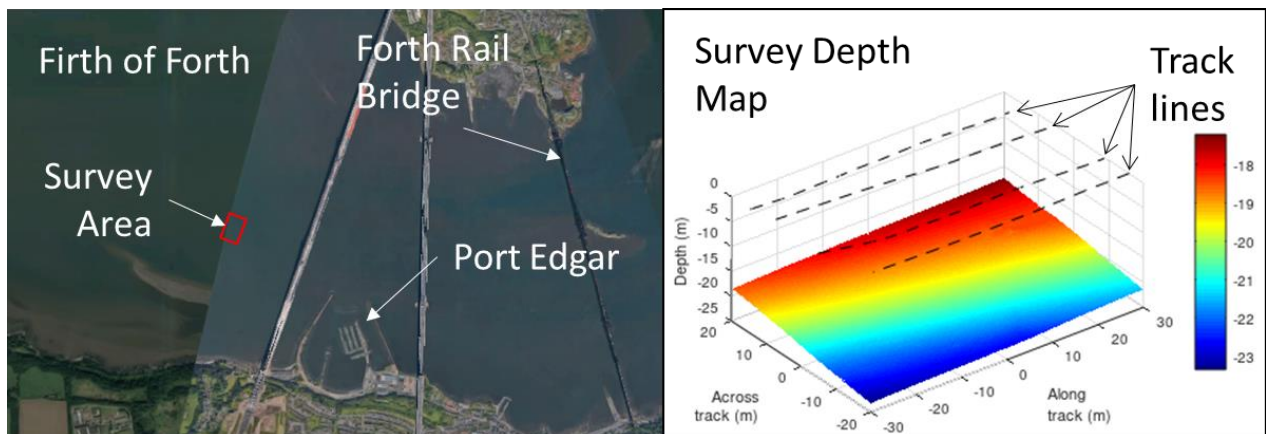 Firth of Forth
Forth Rail
Bridge
Survey
Area
Port Edgar
Survey Depth
Map
Track
lines
0
-5
-10
-15
-20
-25
Depth (m)
20
10
0
-10
-20
Across
track (m)
-30
-20
-10
0
10
20
30
Along
track (m)
-18
-19
-20
-21
-22
-23